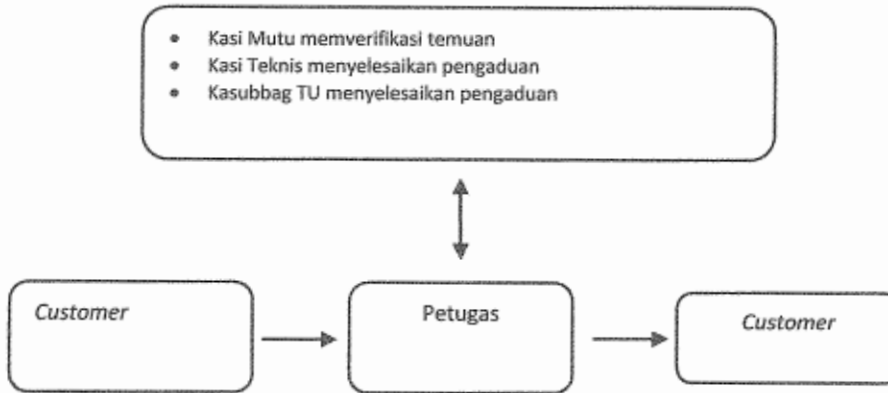 • Kasi Mutu memverifikasi temuan
• Kasi Teknis menyelesaikan pengaduan
• Kasubbag TU menyelesaikan pengaduan
Customer
Petugas
Customer